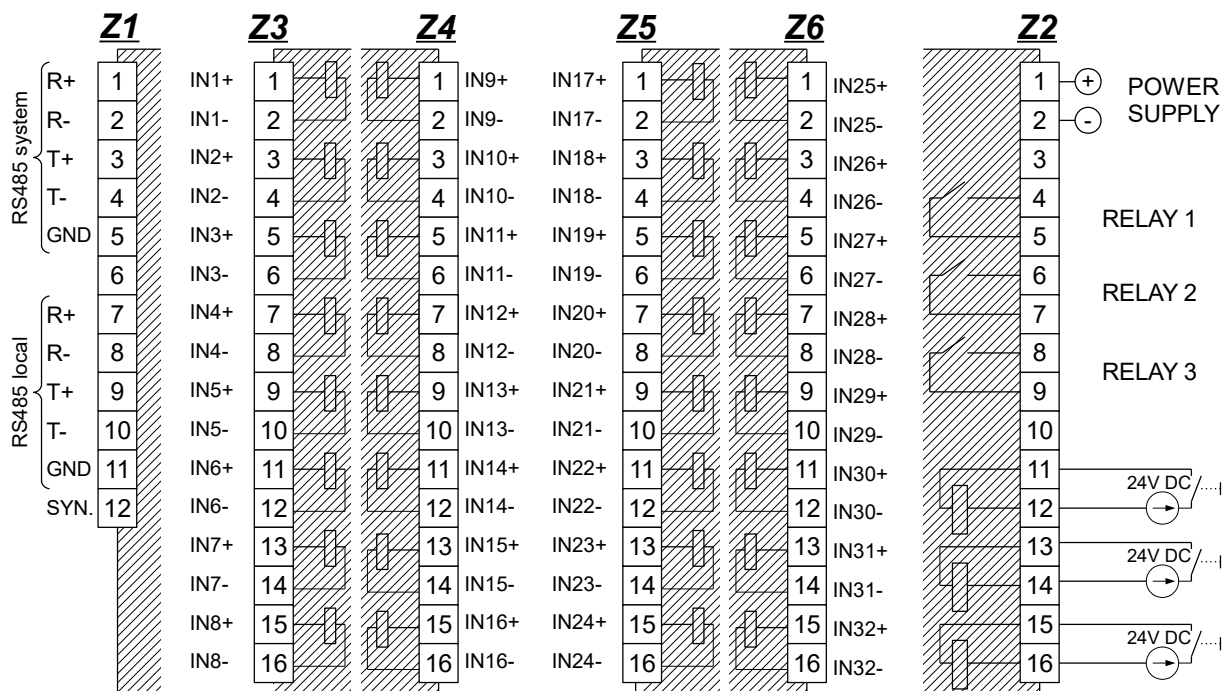 Z1 Z3 Z4 Z5 Z6 Z2
R+ 1 IN1+ 1 1 IN9+ IN17+ 1 1 IN25+ 1 + POWER
R- 2 IN1- 2 2 IN9- IN17- 2 2 IN25- 2 - SUPPLY
T+ 3 IN2+ 3 3 IN10+ IN18+ 3 3 IN26+ 3
T- 4 IN2- 4 4 IN10- IN18- 4 4 IN26- 4
GND 5 IN3+ 5 5 IN11+ IN19+ 5 5 IN27+ 5 RELAY 1
RS485 system
6 IN3- 6 6 IN11- IN19- 6 6 IN27- 6
R+ 7 IN4+ 7 7 IN12+ IN20+ 7 7 IN28+ 7 RELAY 2
R- 8 IN4- 8 8 IN12- IN20- 8 8 IN28- 8
T+ 9 IN5+ 9 9 IN13+ IN21+ 9 9 IN29+ 9 RELAY 3
T- 10 IN5- 10 10 IN13- IN21- 10 10 IN29- 10
GND 11 IN6+ 11 11 IN14+ IN22+ 11 11 IN30+ 11
RS485 local
SYN. 12 IN6- 12 12 IN14- IN22- 12 12 IN30- 12 24V DC
IN7+ 13 13 IN15+ IN23+ 13 13 IN31+ 13
IN7- 14 14 IN15- IN23- 14 14 IN31- 14 24V DC
IN8+ 15 15 IN16+ IN24+ 15 15 IN32+ 15
IN8- 16 16 IN16- IN24- 16 16 IN32- 16 24V DC